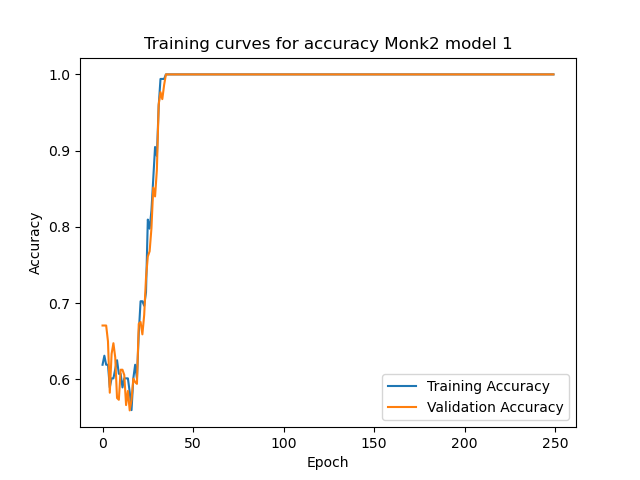 Training curves for accuracy Monk2 model 1
1.0
0.9
0.8
0.7
0.6
Accuracy
0 50 100 150 200 250
Epoch
Training Accuracy
Validation Accuracy